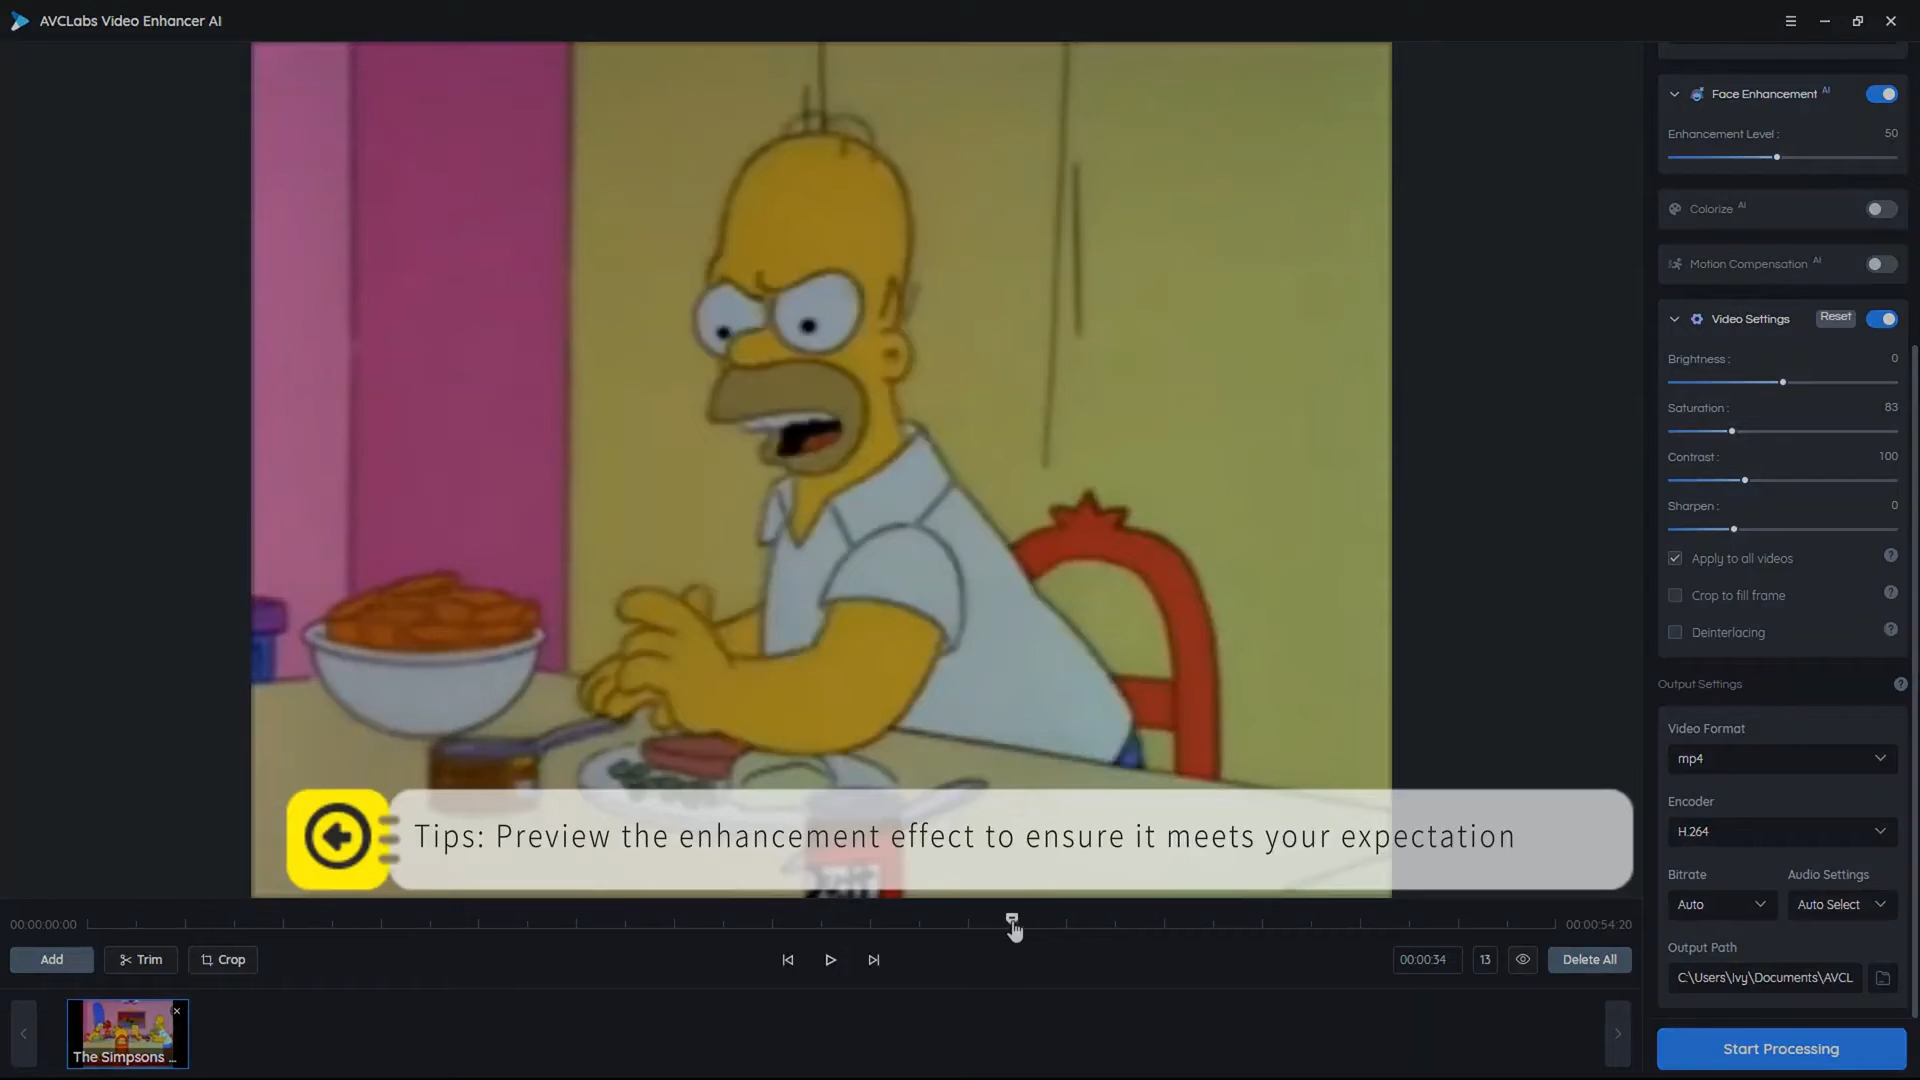 AVCLabs Video Enhancer AI
Face Enhancement AI
Enhancement Level : 50
Colorize AI
Motion Compensation AI
Video Settings Reset
Brightness : 0
Saturation : 83
Contrast : 100
Sharpen : 0
Apply to all videos
Crop to fill frame
Deinterlacing
Output Settings
Video Format
mp4
Encoder
H.264
Bitrate Audio Settings
Auto Auto Select
Output Path
C:\Users\Ivy\Documents\AVCL
Start Processing
Tips: Preview the enhancement effect to ensure it meets your expectation
00:00:00:00 00:00:54:20
Add Trim Crop 00:00:34 13 Delete All
The Simpsons ...